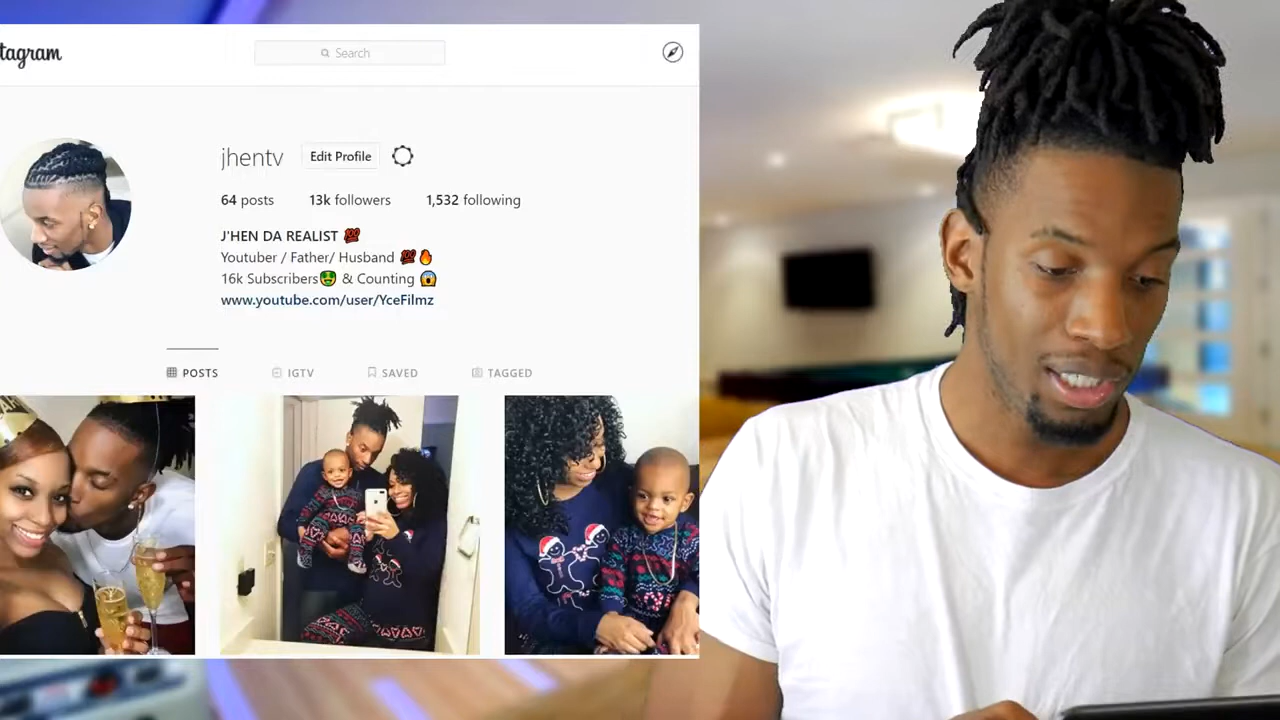 tagram
Search
jhentv Edit Profile
64 posts 13k followers 1,532 following
J'HEN DA REALIST 💯
Youtuber / Father/ Husband 💯🔥
16k Subscribers🤑 & Counting 😱
www.youtube.com/user/YceFilmz
POSTS IGTV SAVED TAGGED